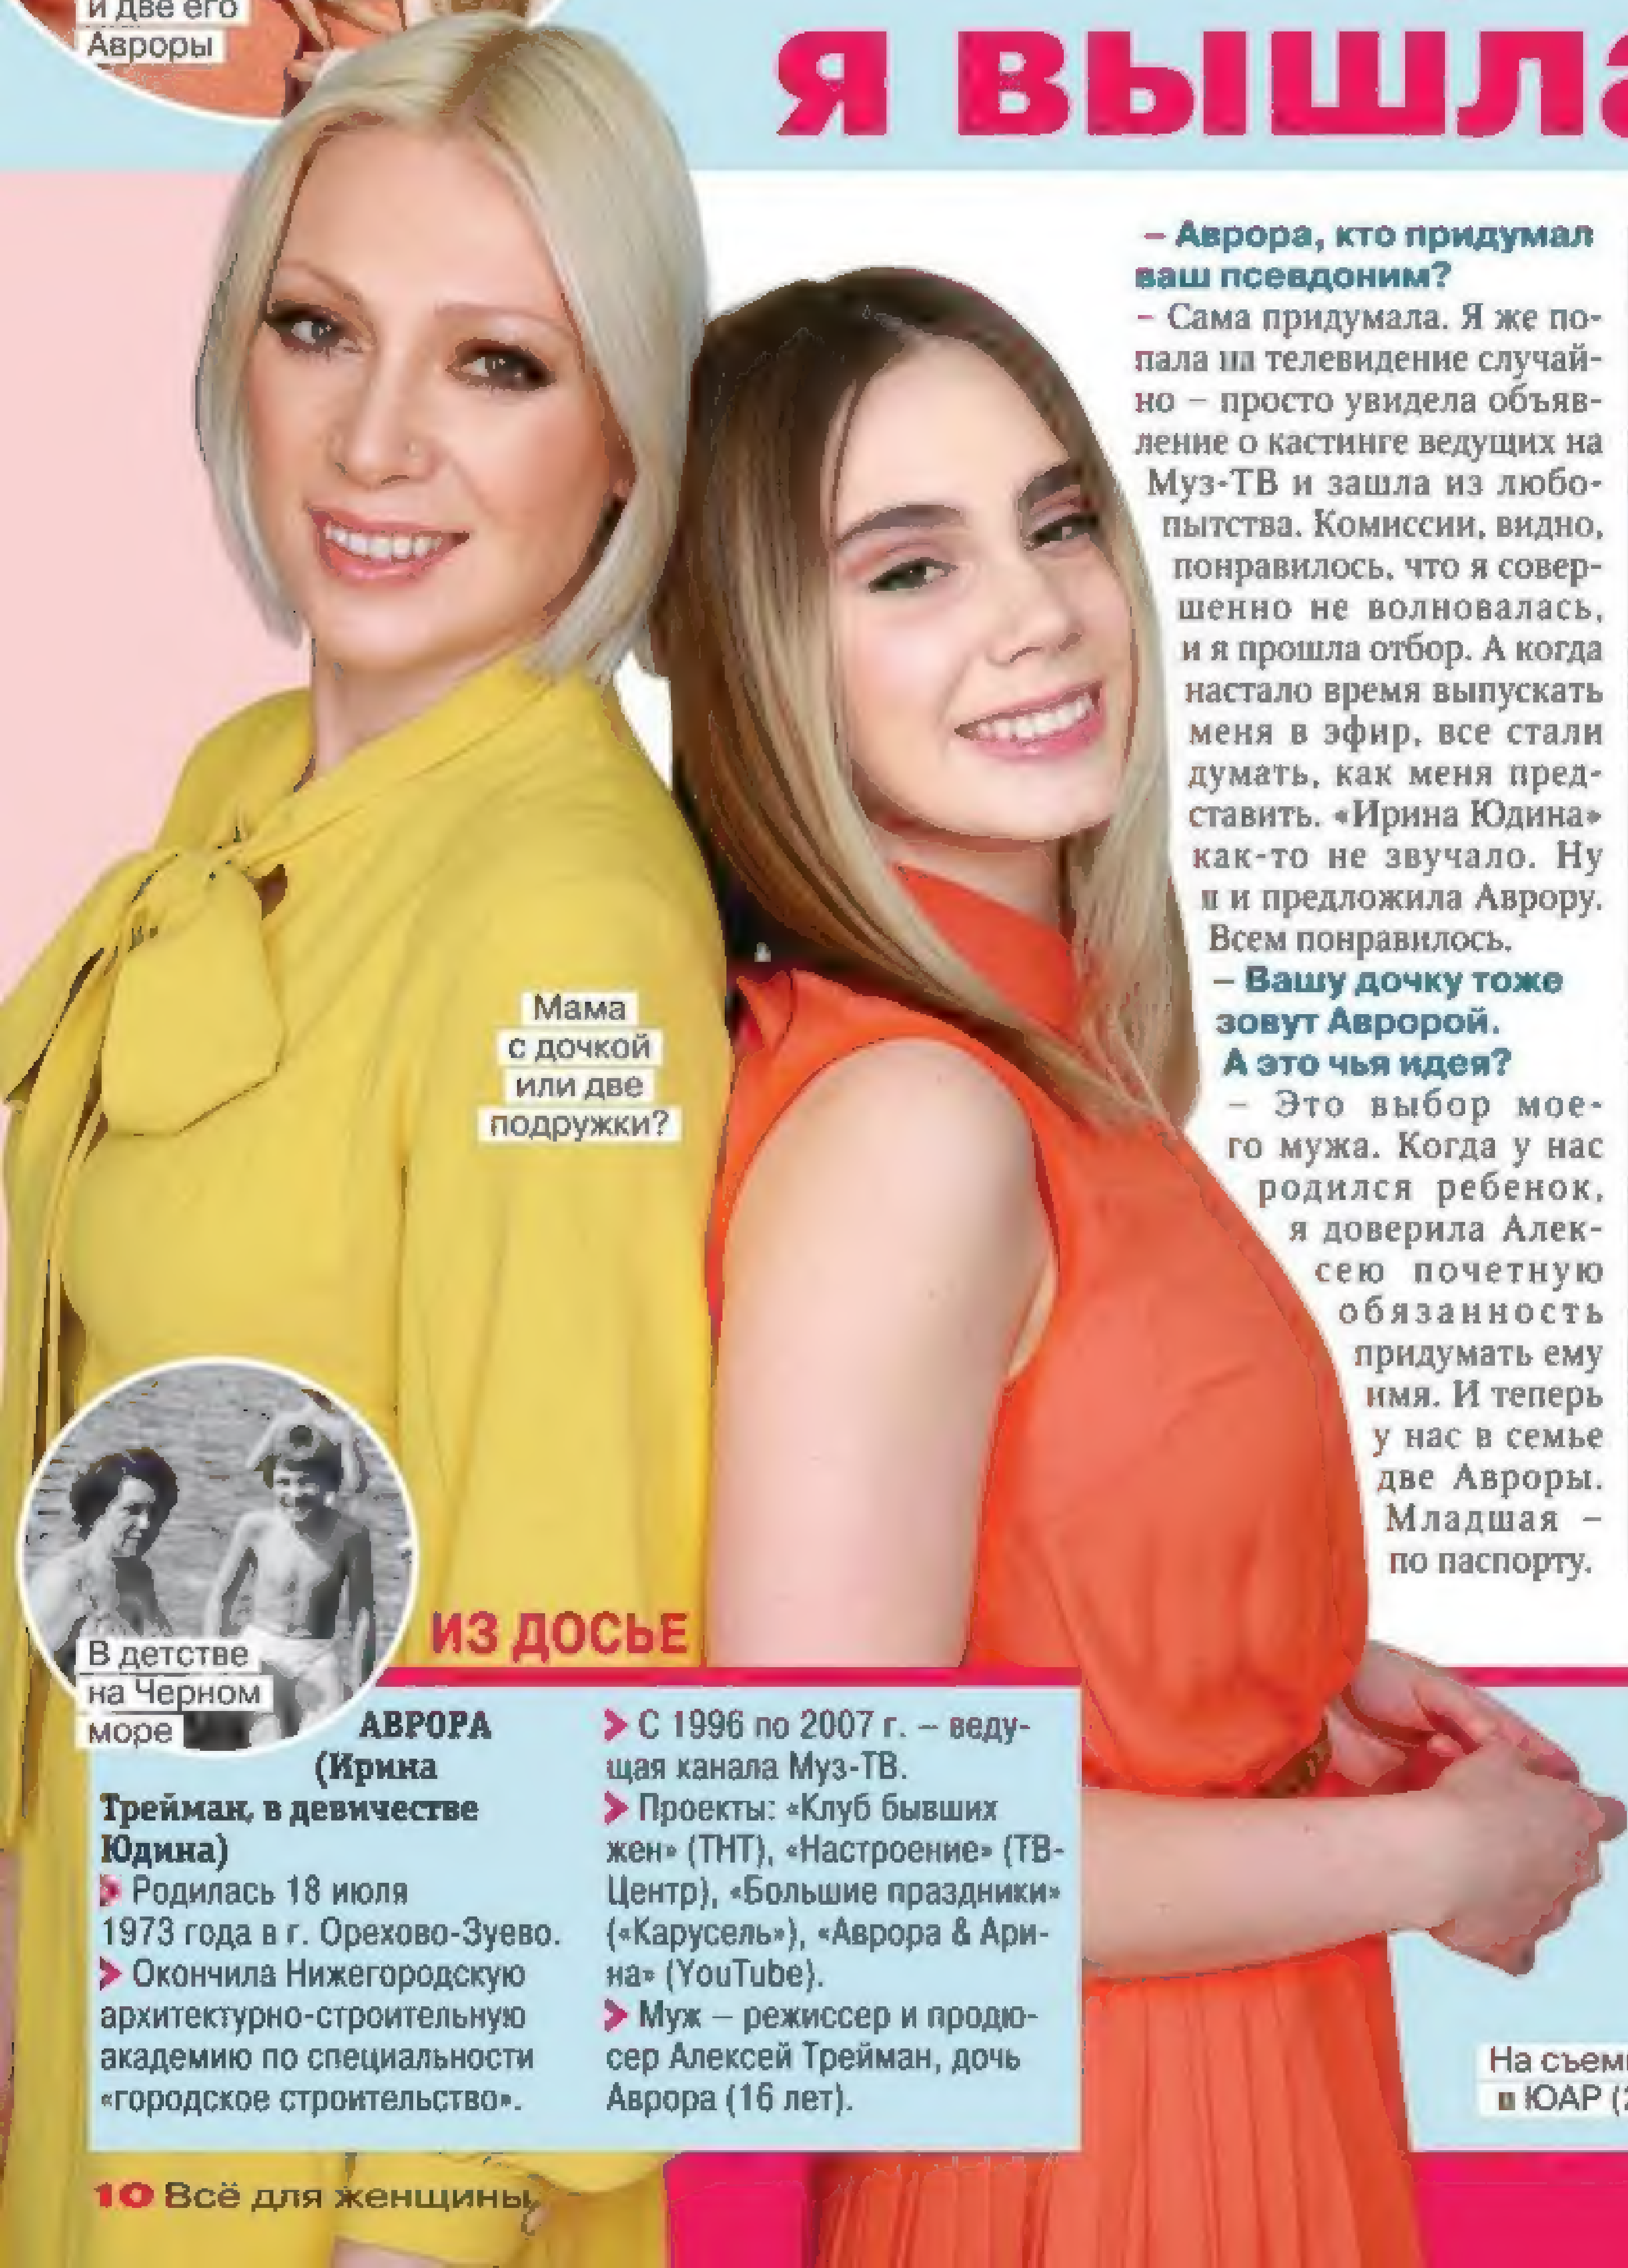 и две его
Авроры
я вышла
– Аврора, кто придумал
ваш псевдоним?
– Сама придумала. Я же по-
пала на телевидение случай-
но – просто увидела объяв-
ление о кастинге ведущих на
Муз-ТВ и зашла из любо-
пытства. Комиссии, видно,
понравилось, что я совер-
шенно не волновалась,
и я прошла отбор. А когда
настало время выпускать
меня в эфир, все стали
думать, как меня пред-
ставить. «Ирина Юдина»
как-то не звучало. Ну
я и предложила Аврору.
Всем понравилось.
– Вашу дочку тоже
зовут Авророй.
А это чья идея?
– Это выбор мое-
го мужа. Когда у нас
родился ребенок,
я доверила Алек-
сею почетную
обязанность
придумать ему
имя. И теперь
у нас в семье
две Авроры.
Младшая –
по паспорту.
Мама
с дочкой
или две
подружки?
В детстве
на Черном
море
ИЗ ДОСЬЕ
АВРОРА
(Ирина
Трейман, в девичестве
Юдина)
Родилась 18 июля
1973 года в г. Орехово-Зуево.
Окончила Нижегородскую
архитектурно-строительную
академию по специальности
«городское строительство».
С 1996 по 2007 г. – веду-
щая канала Муз-ТВ.
Проекты: «Клуб бывших
жен» (ТНТ), «Настроение» (ТВ-
Центр), «Большие праздники»
(«Карусель»), «Аврора & Ари-
на» (YouTube).
Муж – режиссер и продю-
сер Алексей Трейман, дочь
Аврора (16 лет).
На съем
в ЮАР (2
10 Всё для женщины